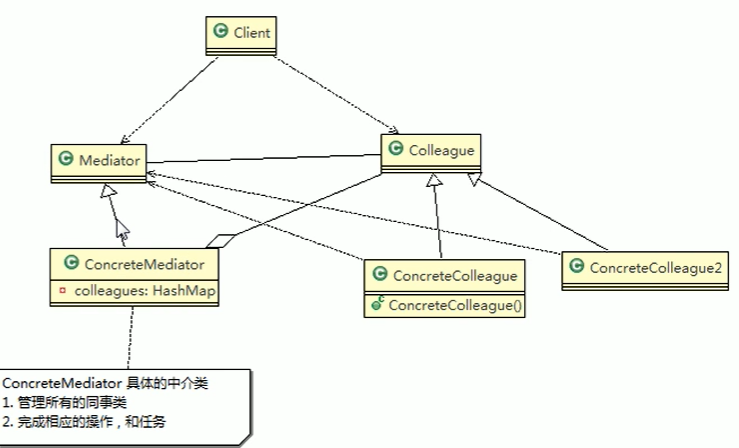 Client
Mediator
Colleague
ConcreteMediator
colleagues: HashMap
ConcreteColleague
ConcreteColleague()
ConcreteColleague2
ConcreteMediator 具体的中介类
1. 管理所有的同事类
2. 完成相应的操作，和任务